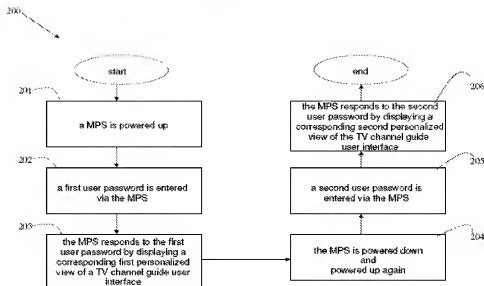 200
start
201
a MPS is powered up
202
a first user password is entered
via the MPS
203
the MPS responds to the first
user password by displaying a
corresponding first personalized
view of a TV channel guide user
interface
204
the MPS is powered down
and
powered up again
205
a second user password is
entered via the MPS
206
the MPS responds to the second
user password by displaying a
corresponding second personalized
view of the TV channel guide
user interface
end